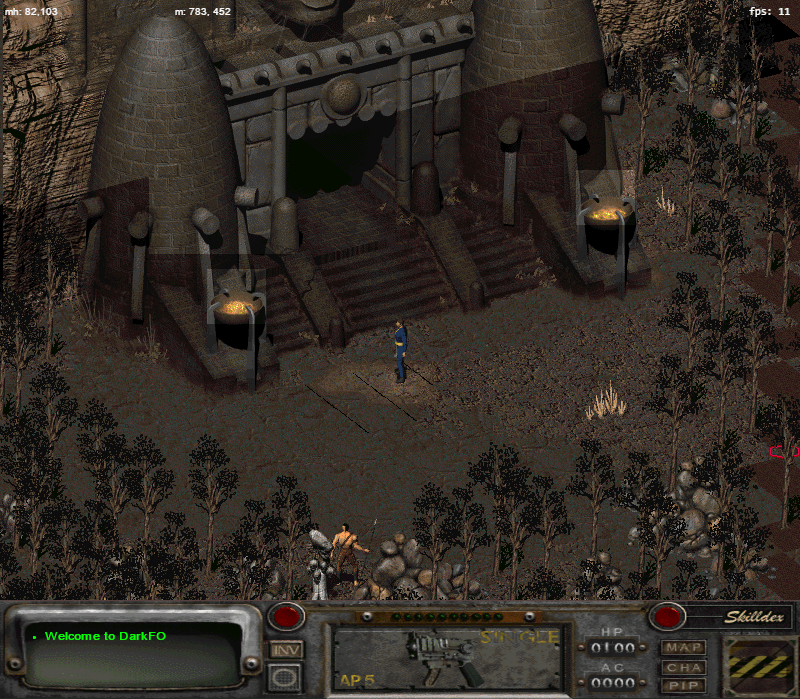 mh: 82,103 m: 783, 452 fps: 11
• Welcome to DarkFO
INV
SINGLE
AP 5
HP
0100
AC
0000
Skilldex
MAP
CHA
PIP